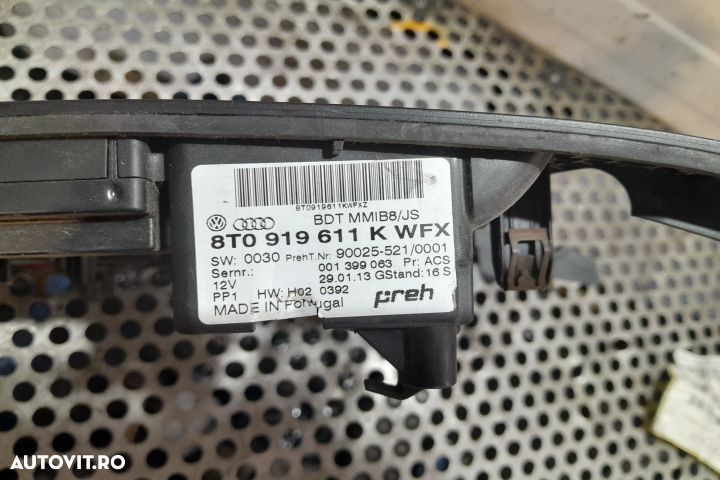 8T0919611KWFXZ
BDT MMIB8/JS
8T0 919 611 K WFX
SW: 0030 PrehT.Nr: 90025-521/0001
Sernr.: 001 399 063 Pr: ACS
12V 29.01.13 GStand: 16 S
PP1 HW: H02 0392
MADE IN Portugal preh
AUTOVIT.RO